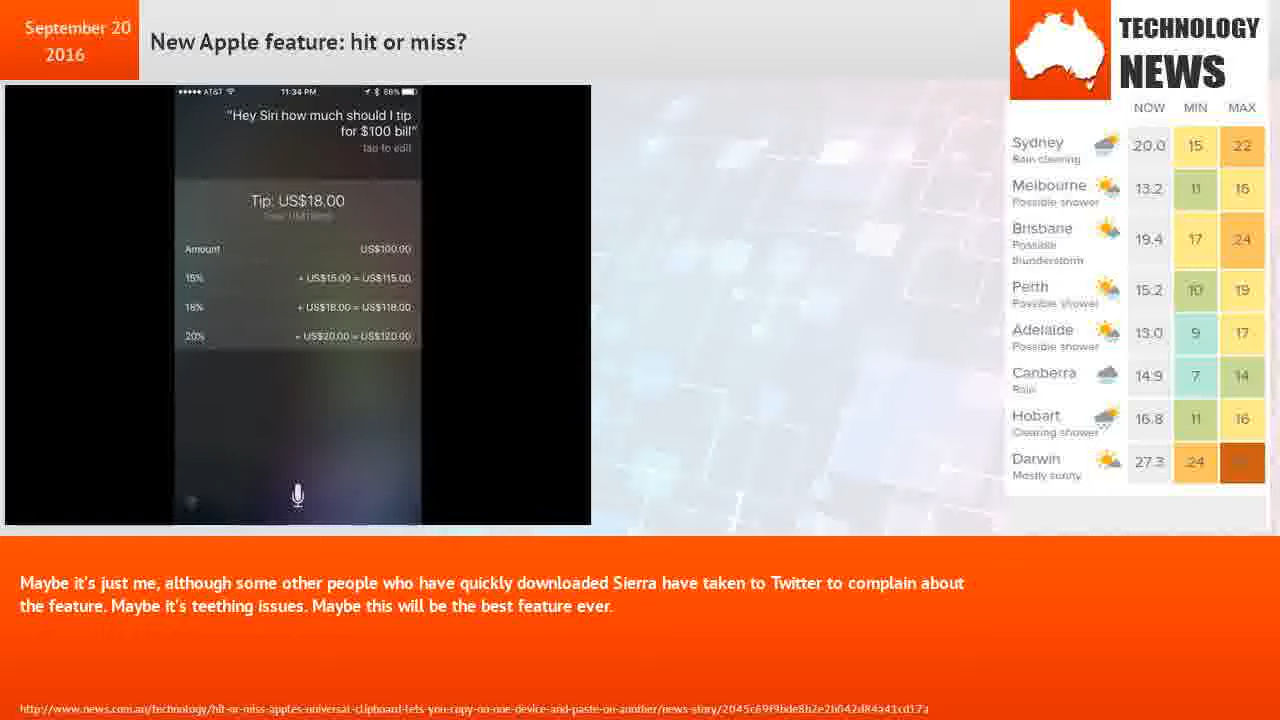 September 20
2016
New Apple feature: hit or miss?
TECHNOLOGY
NEWS
●●●●● AT&T 11:34 PM 88%
"Hey Siri how much should I tip
for $100 bill"
tap to edit
Tip: US$18.00
Amount US$100.00
15% + US$15.00 = US$115.00
18% + US$18.00 = US$118.00
20% + US$20.00 = US$120.00
NOW MIN MAX
Sydney 20.0 15 22
Rain clearing
Melbourne 13.2 11 16
Possible shower
Brisbane 19.4 17 24
Possible
thunderstorm
Perth 15.2 10 19
Possible shower
Adelaide 13.0 9 17
Possible shower
Canberra 14.9 7 14
Rain
Hobart 16.8 11 16
Clearing shower
Darwin 27.3 24
Mostly sunny
Maybe it's just me, although some other people who have quickly downloaded Sierra have taken to Twitter to complain about
the feature. Maybe it's teething issues. Maybe this will be the best feature ever.